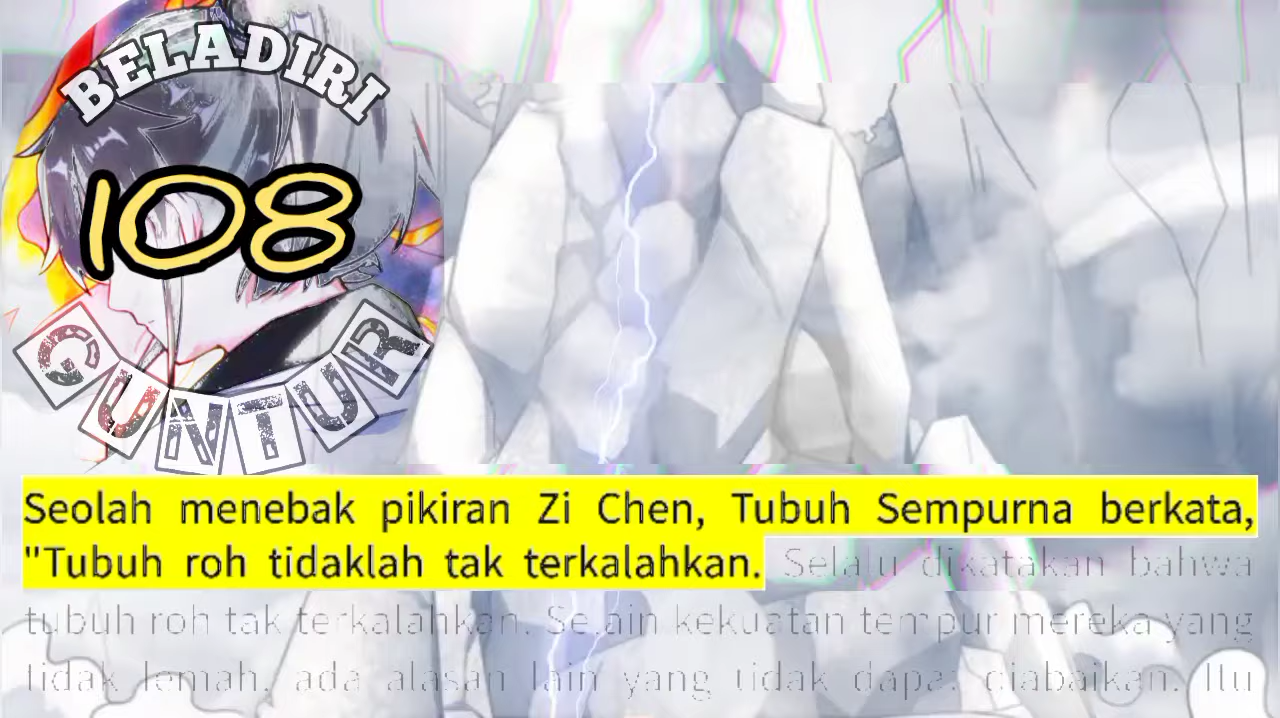 BELADIRI
108
GUNTUR
Seolah menebak pikiran Zi Chen, Tubuh Sempurna berkata,
"Tubuh roh tidaklah tak terkalahkan. Selalu dikatakan bahwa
tubuh roh tak terkalahkan. Selain kekuatan tempur mereka yang
tidak lemah, ada alasan lain yang tidak dapat diabaikan. Itu